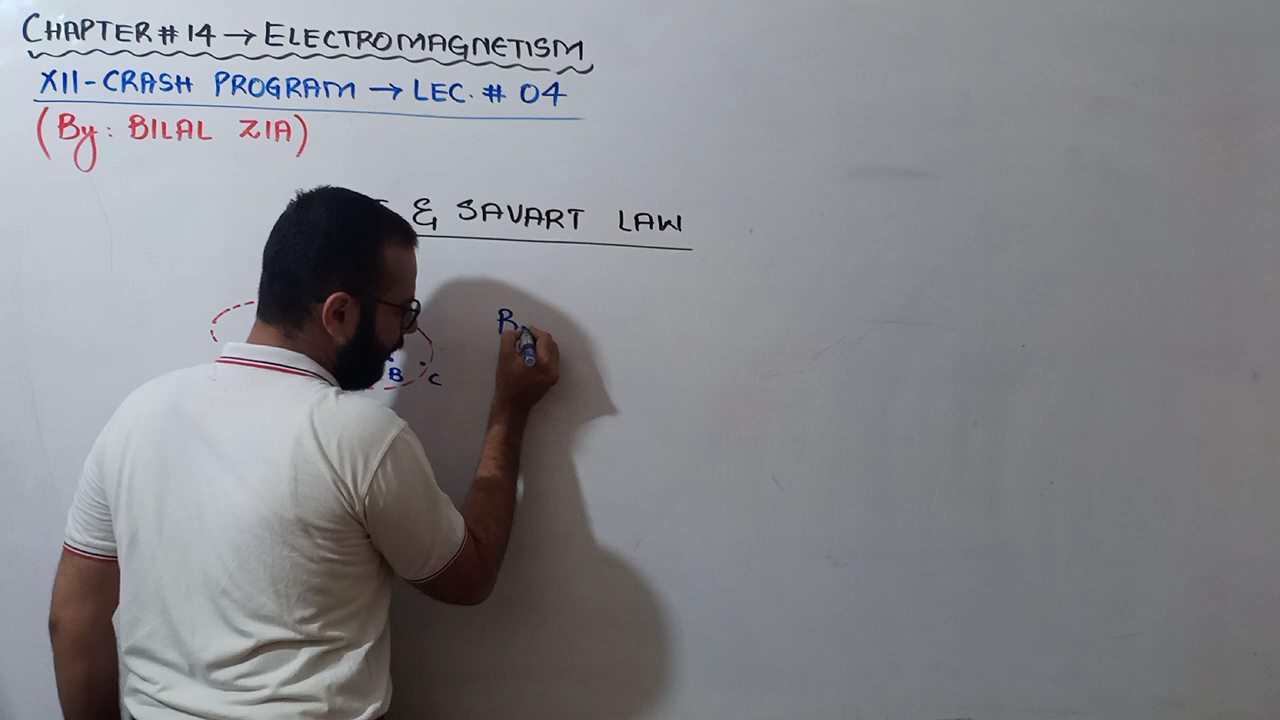 CHAPTER # 14 → ELECTROMAGNETISM
XII-CRASH PROGRAM → LEC. # 04
(By: BILAL ZIA)
& SAVART LAW
B
B C